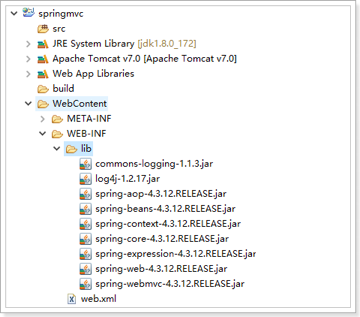 springmvc
src
JRE System Library [jdk1.8.0_172]
Apache Tomcat v7.0 [Apache Tomcat v7.0]
Web App Libraries
build
WebContent
META-INF
WEB-INF
lib
commons-logging-1.1.3.jar
log4j-1.2.17.jar
spring-aop-4.3.12.RELEASE.jar
spring-beans-4.3.12.RELEASE.jar
spring-context-4.3.12.RELEASE.jar
spring-core-4.3.12.RELEASE.jar
spring-expression-4.3.12.RELEASE.jar
spring-web-4.3.12.RELEASE.jar
spring-webmvc-4.3.12.RELEASE.jar
web.xml